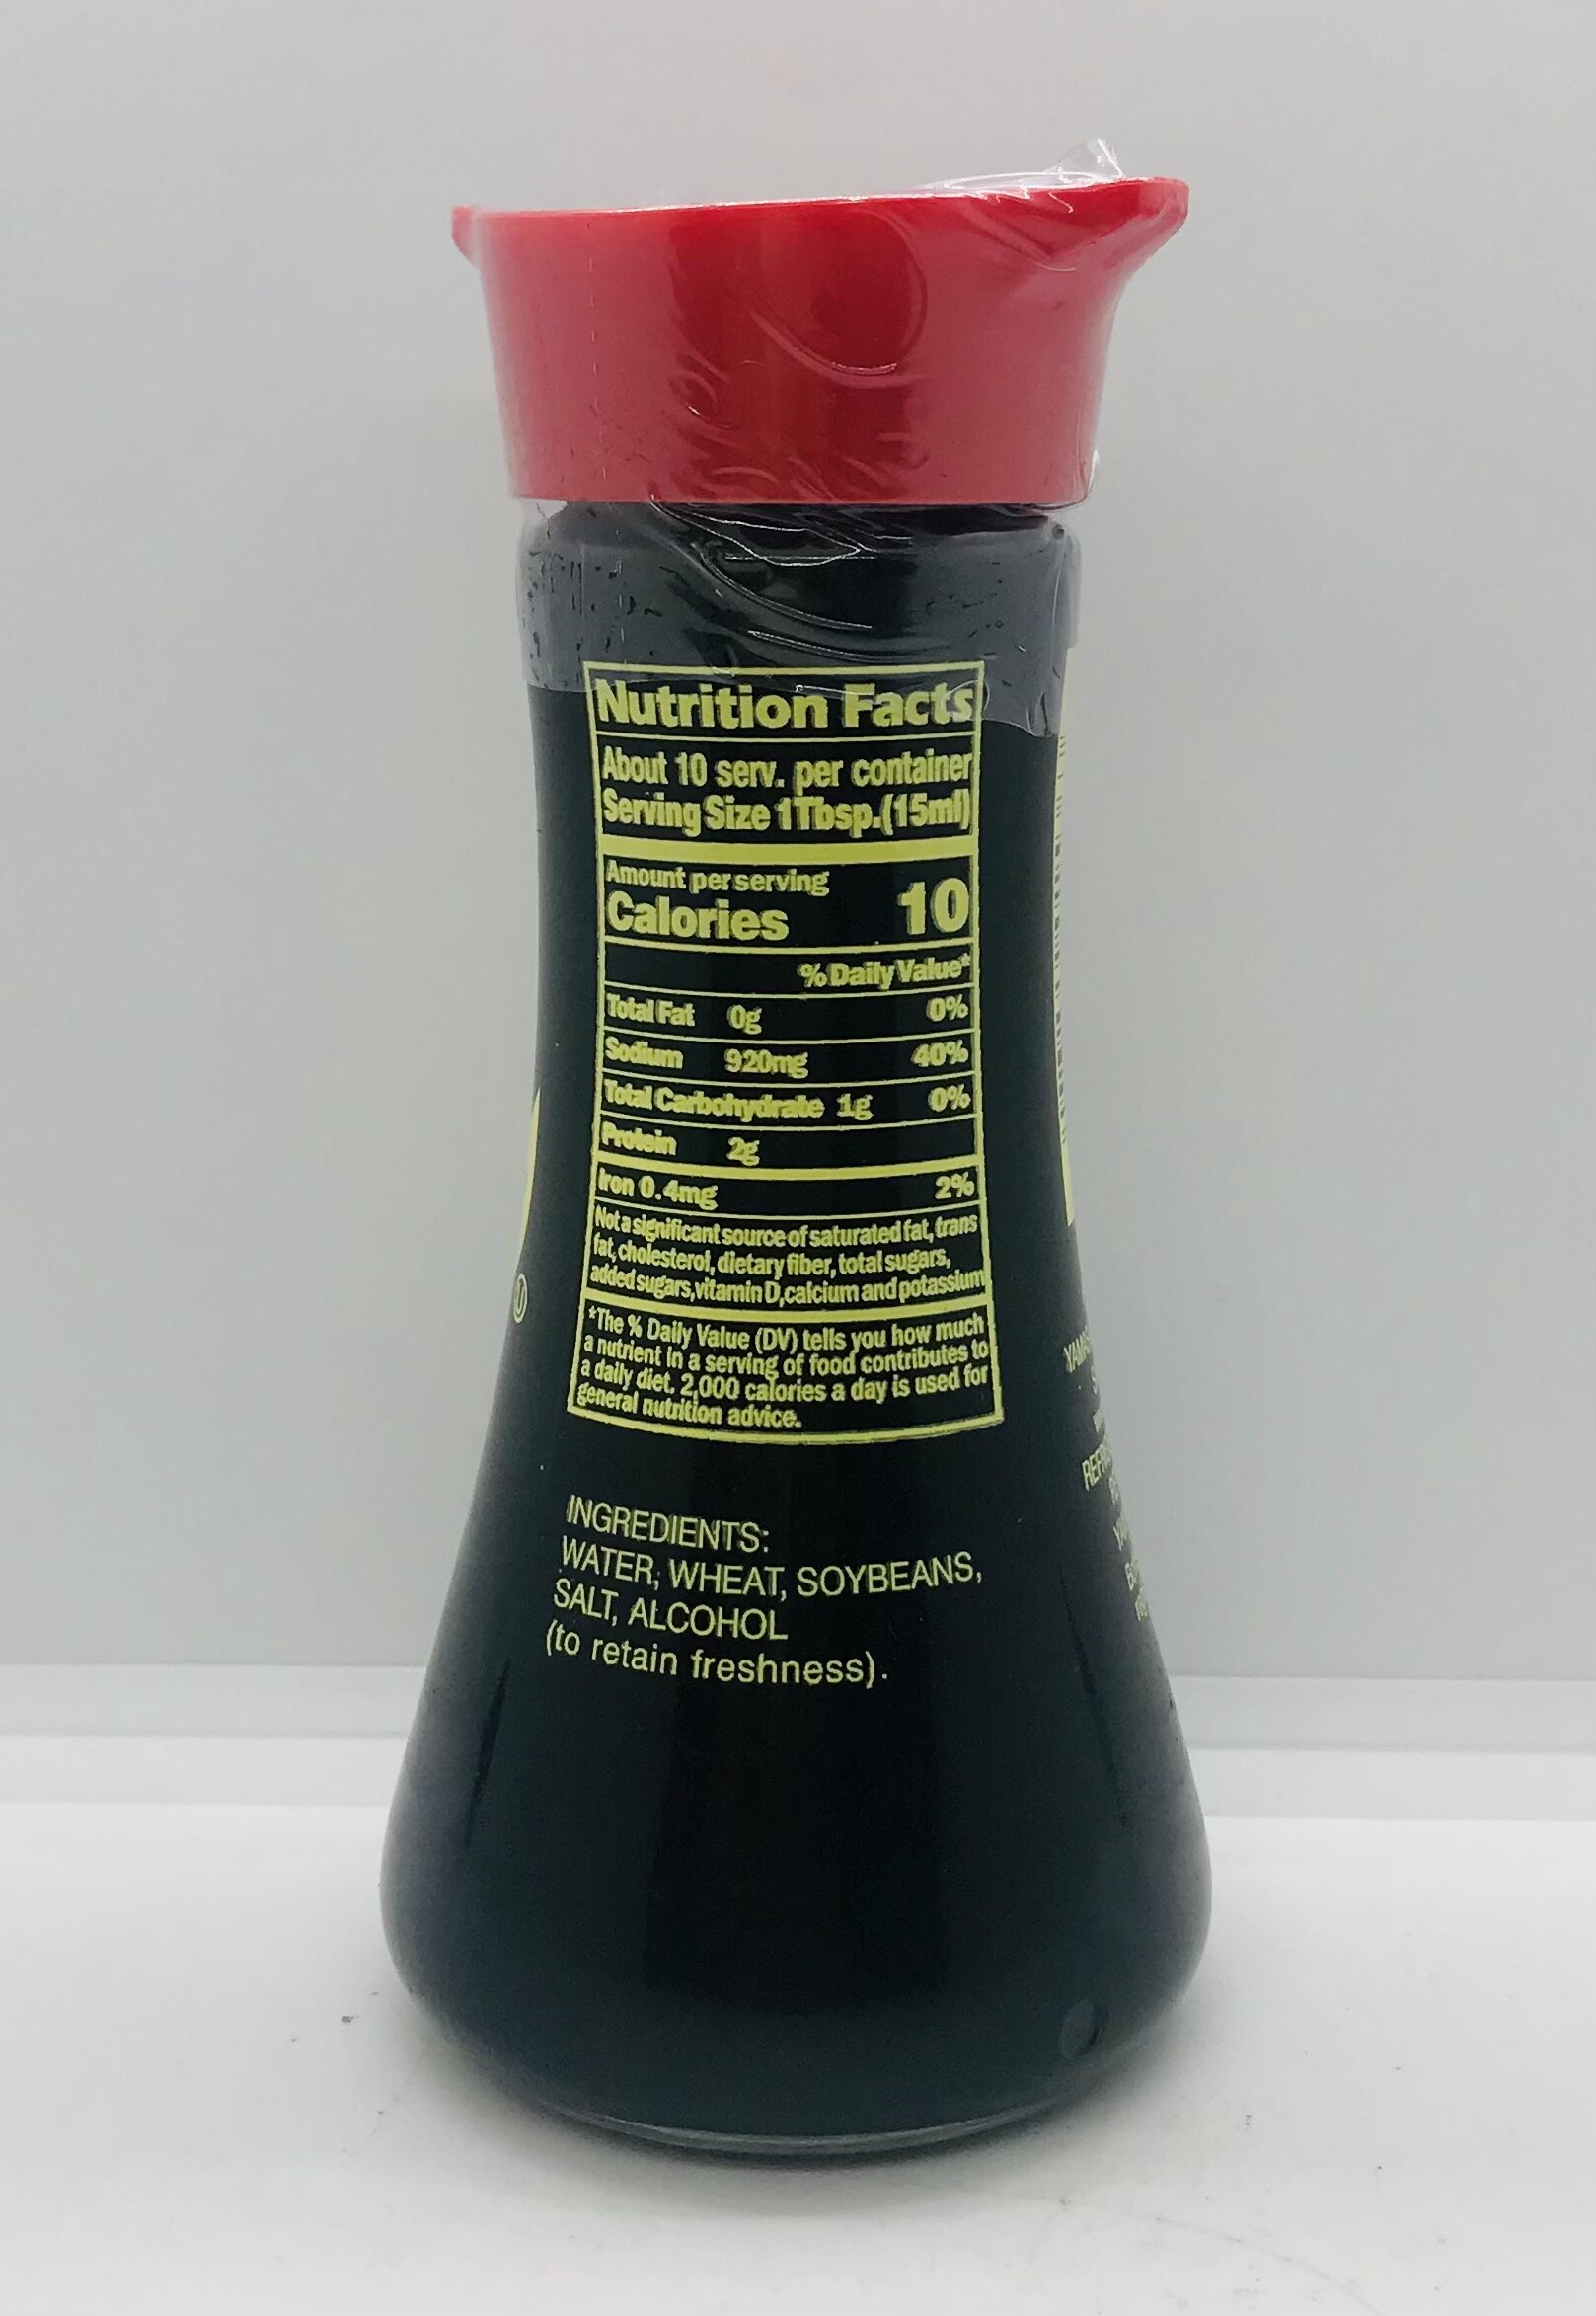 Nutrition Facts
About 10 serv. per container
Serving Size 1Tbsp.(15ml)
Amount per serving
Calories 10
% Daily Value*
Total Fat 0g 0%
Sodium 920mg 40%
Total Carbohydrate 1g 0%
Protein 2g
Iron 0.4mg 2%
Not a significant source of saturated fat, trans
fat, cholesterol, dietary fiber, total sugars,
added sugars, vitamin D, calcium and potassium
*The % Daily Value (DV) tells you how much
a nutrient in a serving of food contributes to
a daily diet. 2,000 calories a day is used for
general nutrition advice.
INGREDIENTS:
WATER, WHEAT, SOYBEANS,
SALT, ALCOHOL
(to retain freshness).